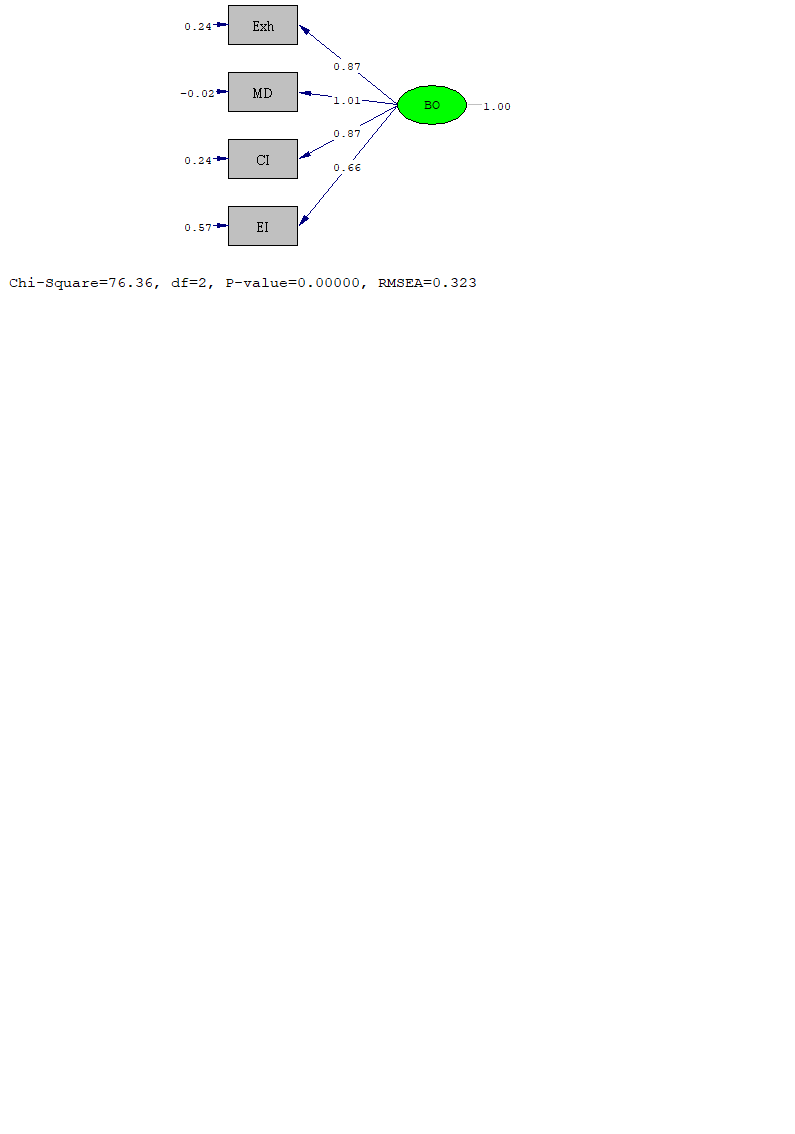 0.24 Exh
0.87
-0.02 MD 1.01 BO 1.00
0.87
0.24 CI
0.66
0.57 EI
Chi-Square=76.36, df=2, P-value=0.00000, RMSEA=0.323